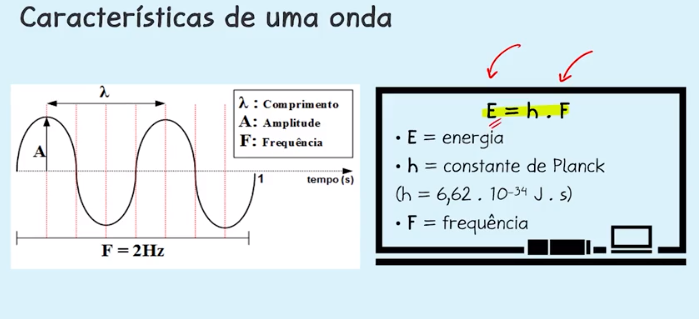 Características de uma onda
λ
λ : Comprimento
A: Amplitude
F: Frequência
A
1
tempo (s)
F = 2Hz
E = h . F
• E = energia
• h = constante de Planck
(h = 6,62 . 10⁻³⁴ J . s)
• F = frequência